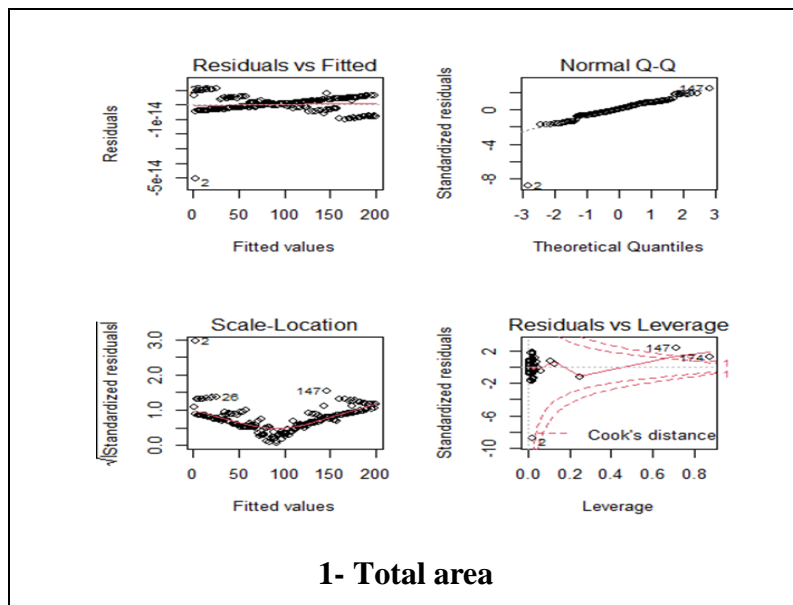 Residuals vs Fitted
Residuals
-1e-14
-5e-14
2
0 50 100 150 200
Fitted values
Normal Q-Q
Standardized residuals
0
-4
-8
147
2
-3 -2 -1 0 1 2 3
Theoretical Quantiles
Scale-Location
√|Standardized residuals|
3.0
2.0
1.0
0.0
2
26
147
0 50 100 150 200
Fitted values
Residuals vs Leverage
Standardized residuals
2
-2
-6
-10
147
174
1
1
2
Cook's distance
0.0 0.2 0.4 0.6 0.8
Leverage
1- Total area